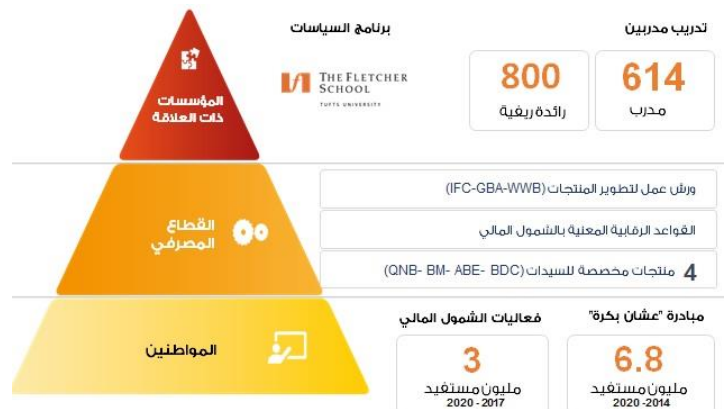 تدريب مدربين
برنامج السياسات
614
مدرب
800
رائدة ريفية
THE FLETCHER
SCHOOL
TUFTS UNIVERSITY
المؤسسات
ذات العلاقة
ورش عمل لتطوير المنتجات (IFC-GBA-WWB)
القواعد الرقابية المعنية بالشمول المالي
4 منتجات مخصصة للسيدات (QNB- BM- ABE- BDC)
القطاع
المصرفي
مبادرة "عشان بكرة"
فعاليات الشمول المالي
6.8
مليون مستفيد
2020 -2014
3
مليون مستفيد
2020 - 2017
المواطنين